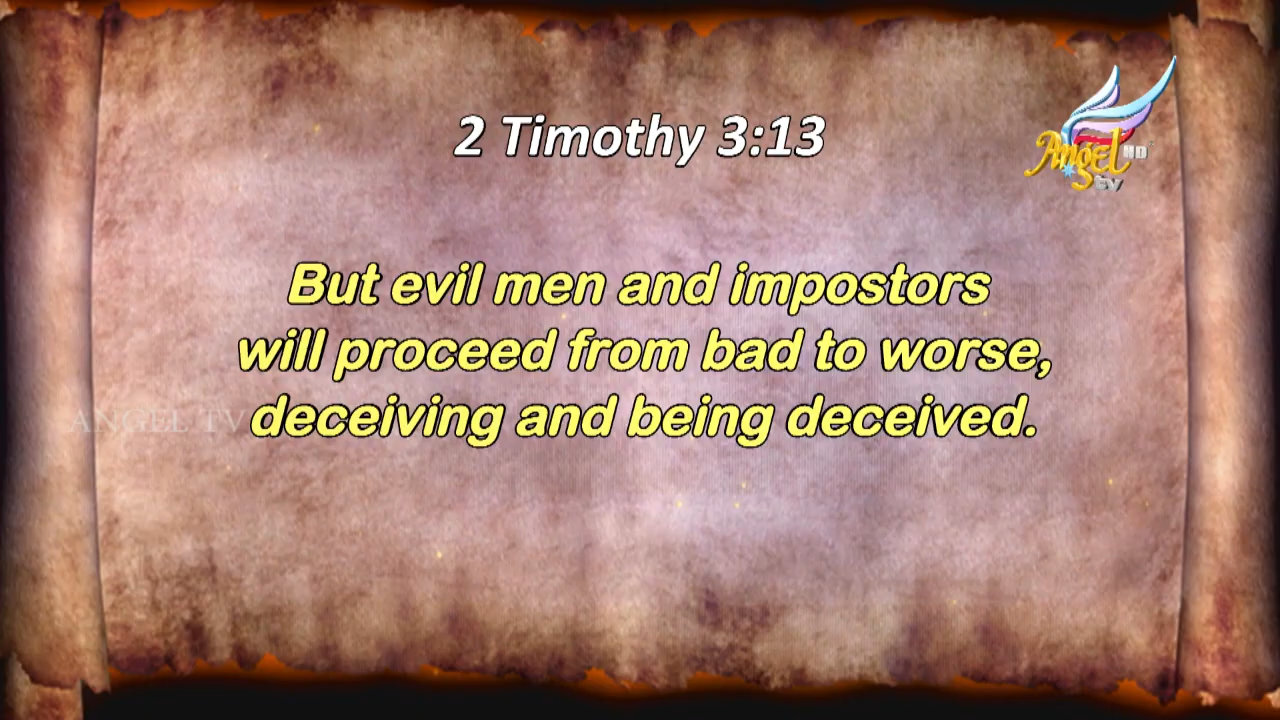 2 Timothy 3:13
Angel HD
tv
But evil men and impostors
will proceed from bad to worse,
ANGEL TV
deceiving and being deceived.